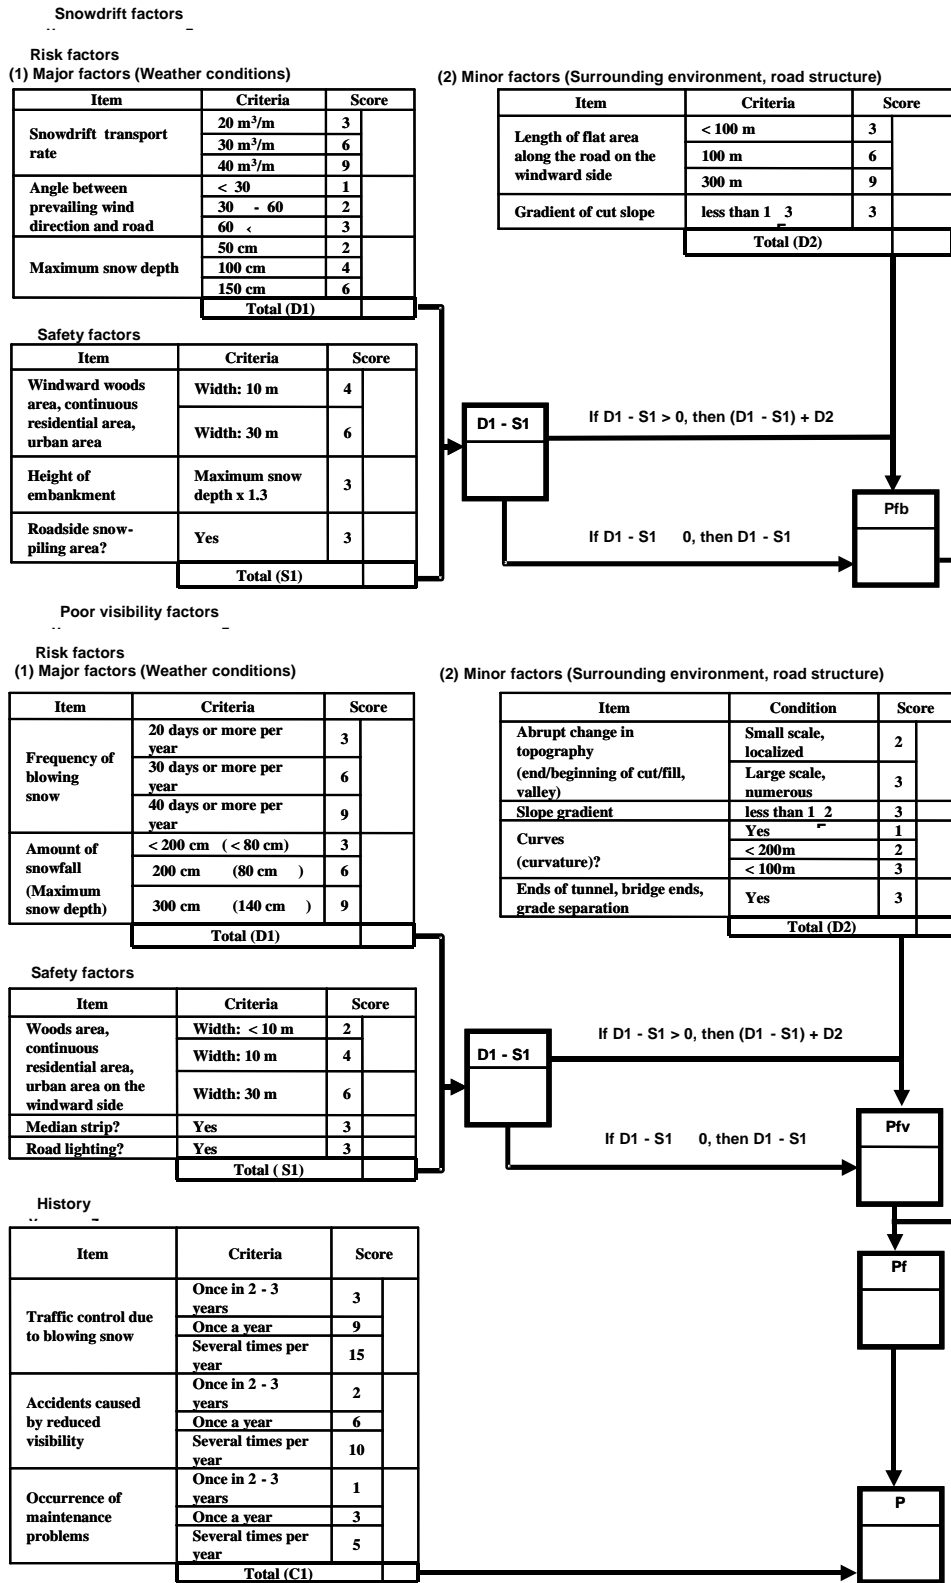 Snowdrift factors
Risk factors
(1) Major factors (Weather conditions)
Item Criteria Score
Snowdrift transport rate
20 m³/m 3
30 m³/m 6
40 m³/m 9
Angle between prevailing wind direction and road
< 30 1
30 - 60 2
60 < 3
Maximum snow depth
50 cm 2
100 cm 4
150 cm 6
Total (D1)
(2) Minor factors (Surrounding environment, road structure)
Item Criteria Score
Length of flat area along the road on the windward side
< 100 m 3
100 m 6
300 m 9
Gradient of cut slope less than 1 3 3
Total (D2)
Safety factors
Item Criteria Score
Windward woods area, continuous residential area, urban area
Width: 10 m 4
Width: 30 m 6
Height of embankment
Maximum snow depth x 1.3 3
Roadside snow-piling area?
Yes 3
Total (S1)
D1 - S1
If D1 - S1 > 0, then (D1 - S1) + D2
If D1 - S1 0, then D1 - S1
Pfb
Poor visibility factors
Risk factors
(1) Major factors (Weather conditions)
Item Criteria Score
Frequency of blowing snow
20 days or more per year 3
30 days or more per year 6
40 days or more per year 9
Amount of snowfall
(Maximum snow depth)
< 200 cm (< 80 cm) 3
200 cm (80 cm ) 6
300 cm (140 cm ) 9
Total (D1)
(2) Minor factors (Surrounding environment, road structure)
Item Condition Score
Abrupt change in topography
(end/beginning of cut/fill, valley)
Small scale, localized 2
Large scale, numerous 3
Slope gradient less than 1 2 3
Curves
(curvature)?
Yes 1
< 200m 2
< 100m 3
Ends of tunnel, bridge ends, grade separation
Yes 3
Total (D2)
Safety factors
Item Criteria Score
Woods area, continuous residential area, urban area on the windward side
Width: < 10 m 2
Width: 10 m 4
Width: 30 m 6
Median strip? Yes 3
Road lighting? Yes 3
Total ( S1)
D1 - S1
If D1 - S1 > 0, then (D1 - S1) + D2
If D1 - S1 0, then D1 - S1
Pfv
Pf
P
History
Item Criteria Score
Traffic control due to blowing snow
Once in 2 - 3 years 3
Once a year 9
Several times per year 15
Accidents caused by reduced visibility
Once in 2 - 3 years 2
Once a year 6
Several times per year 10
Occurrence of maintenance problems
Once in 2 - 3 years 1
Once a year 3
Several times per year 5
Total (C1)